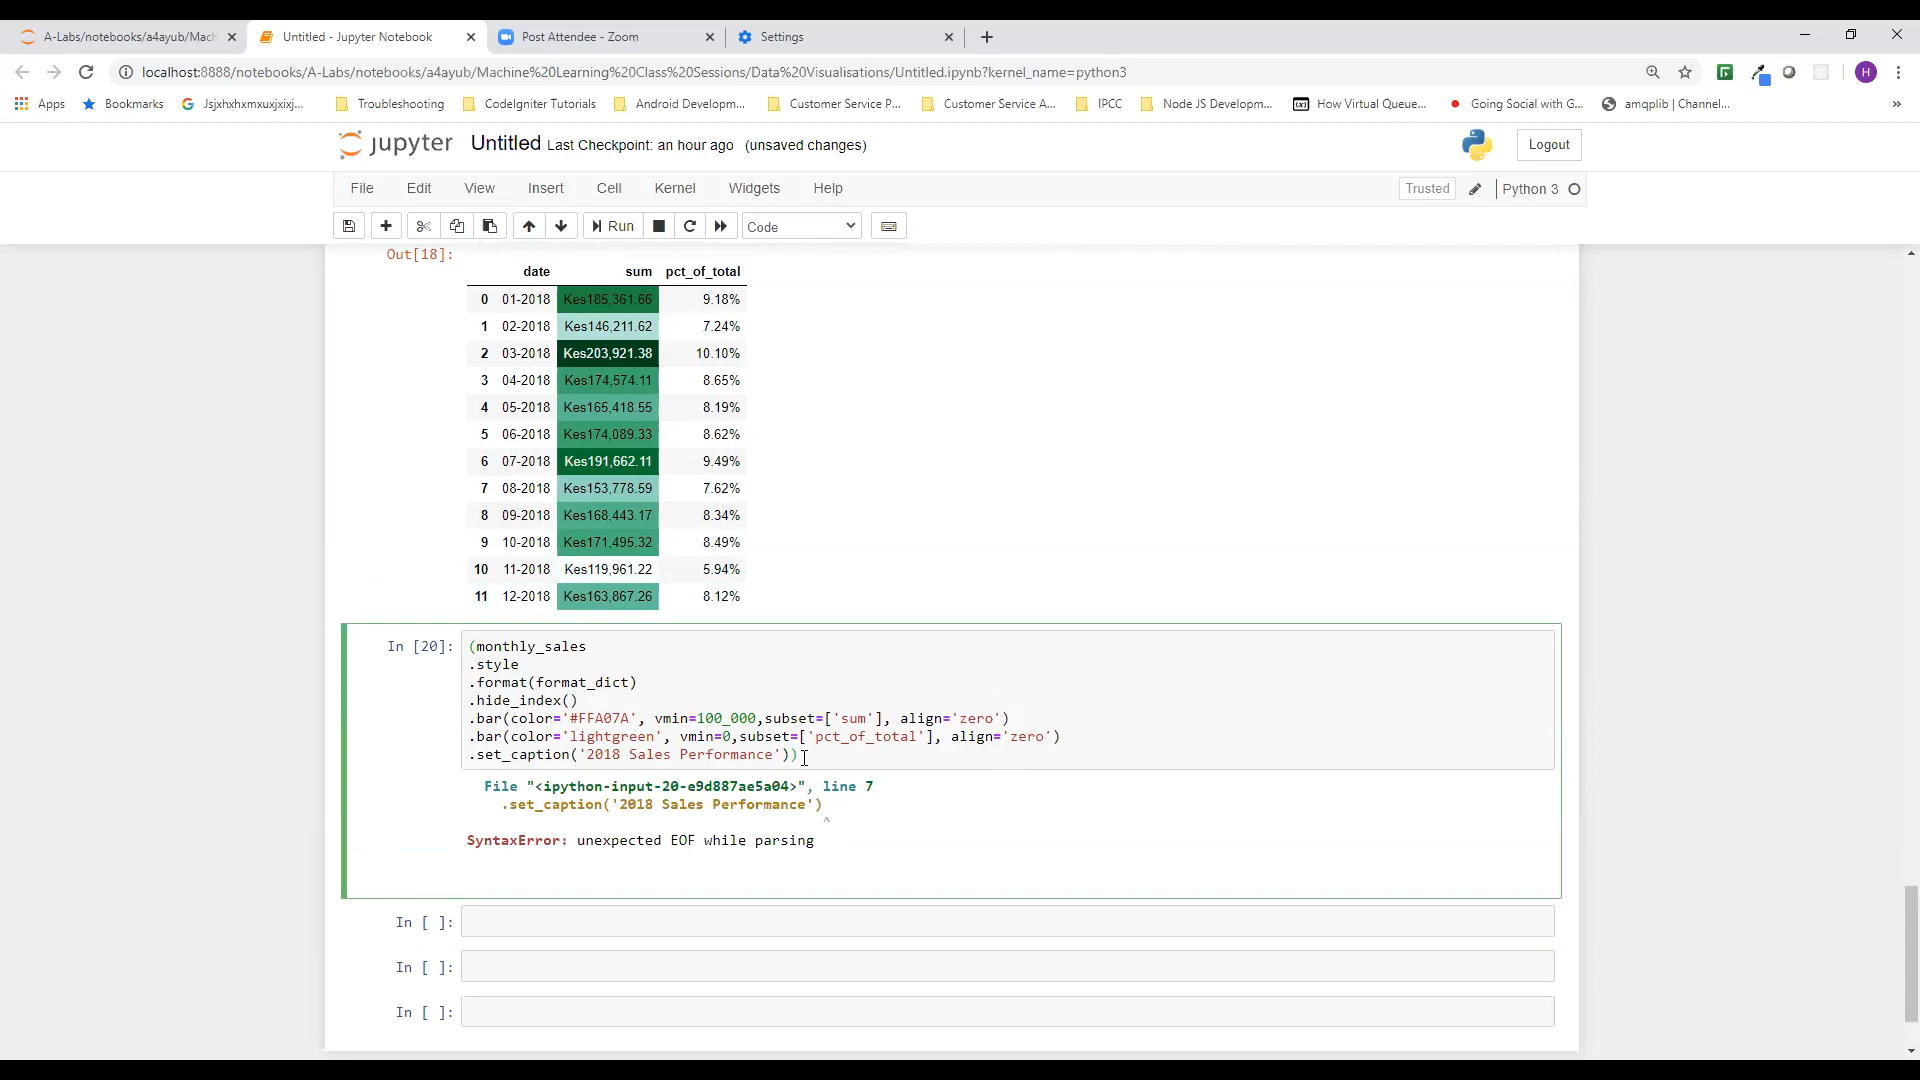 A-Labs/notebooks/a4ayub/Mach
Untitled - Jupyter Notebook
Post Attendee - Zoom
Settings
localhost:8888/notebooks/A-Labs/notebooks/a4ayub/Machine%20Learning%20Class%20Sessions/Data%20Visualisations/Untitled.ipynb?kernel_name=python3
H
Apps
Bookmarks
Jsjxhxhxmxuxjxixj...
Troubleshooting
CodeIgniter Tutorials
Android Developm...
Customer Service P...
Customer Service A...
IPCC
Node JS Developm...
How Virtual Queue...
Going Social with G...
amqplib | Channel...
»
jupyter
Untitled Last Checkpoint: an hour ago (unsaved changes)
Logout
File Edit View Insert Cell Kernel Widgets Help
Trusted
Python 3
Run
Code
Out[18]:
date sum pct_of_total
0 01-2018 Kes185,361.66 9.18%
1 02-2018 Kes146,211.62 7.24%
2 03-2018 Kes203,921.38 10.10%
3 04-2018 Kes174,574.11 8.65%
4 05-2018 Kes165,418.55 8.19%
5 06-2018 Kes174,089.33 8.62%
6 07-2018 Kes191,662.11 9.49%
7 08-2018 Kes153,778.59 7.62%
8 09-2018 Kes168,443.17 8.34%
9 10-2018 Kes171,495.32 8.49%
10 11-2018 Kes119,961.22 5.94%
11 12-2018 Kes163,867.26 8.12%
In [20]: (monthly_sales
.style
.format(format_dict)
.hide_index()
.bar(color='#FFA07A', vmin=100_000,subset=['sum'], align='zero')
.bar(color='lightgreen', vmin=0,subset=['pct_of_total'], align='zero')
.set_caption('2018 Sales Performance'))
File "<ipython-input-20-e9d887ae5a04>", line 7
.set_caption('2018 Sales Performance')
^
SyntaxError: unexpected EOF while parsing
In [ ]:
In [ ]:
In [ ]: